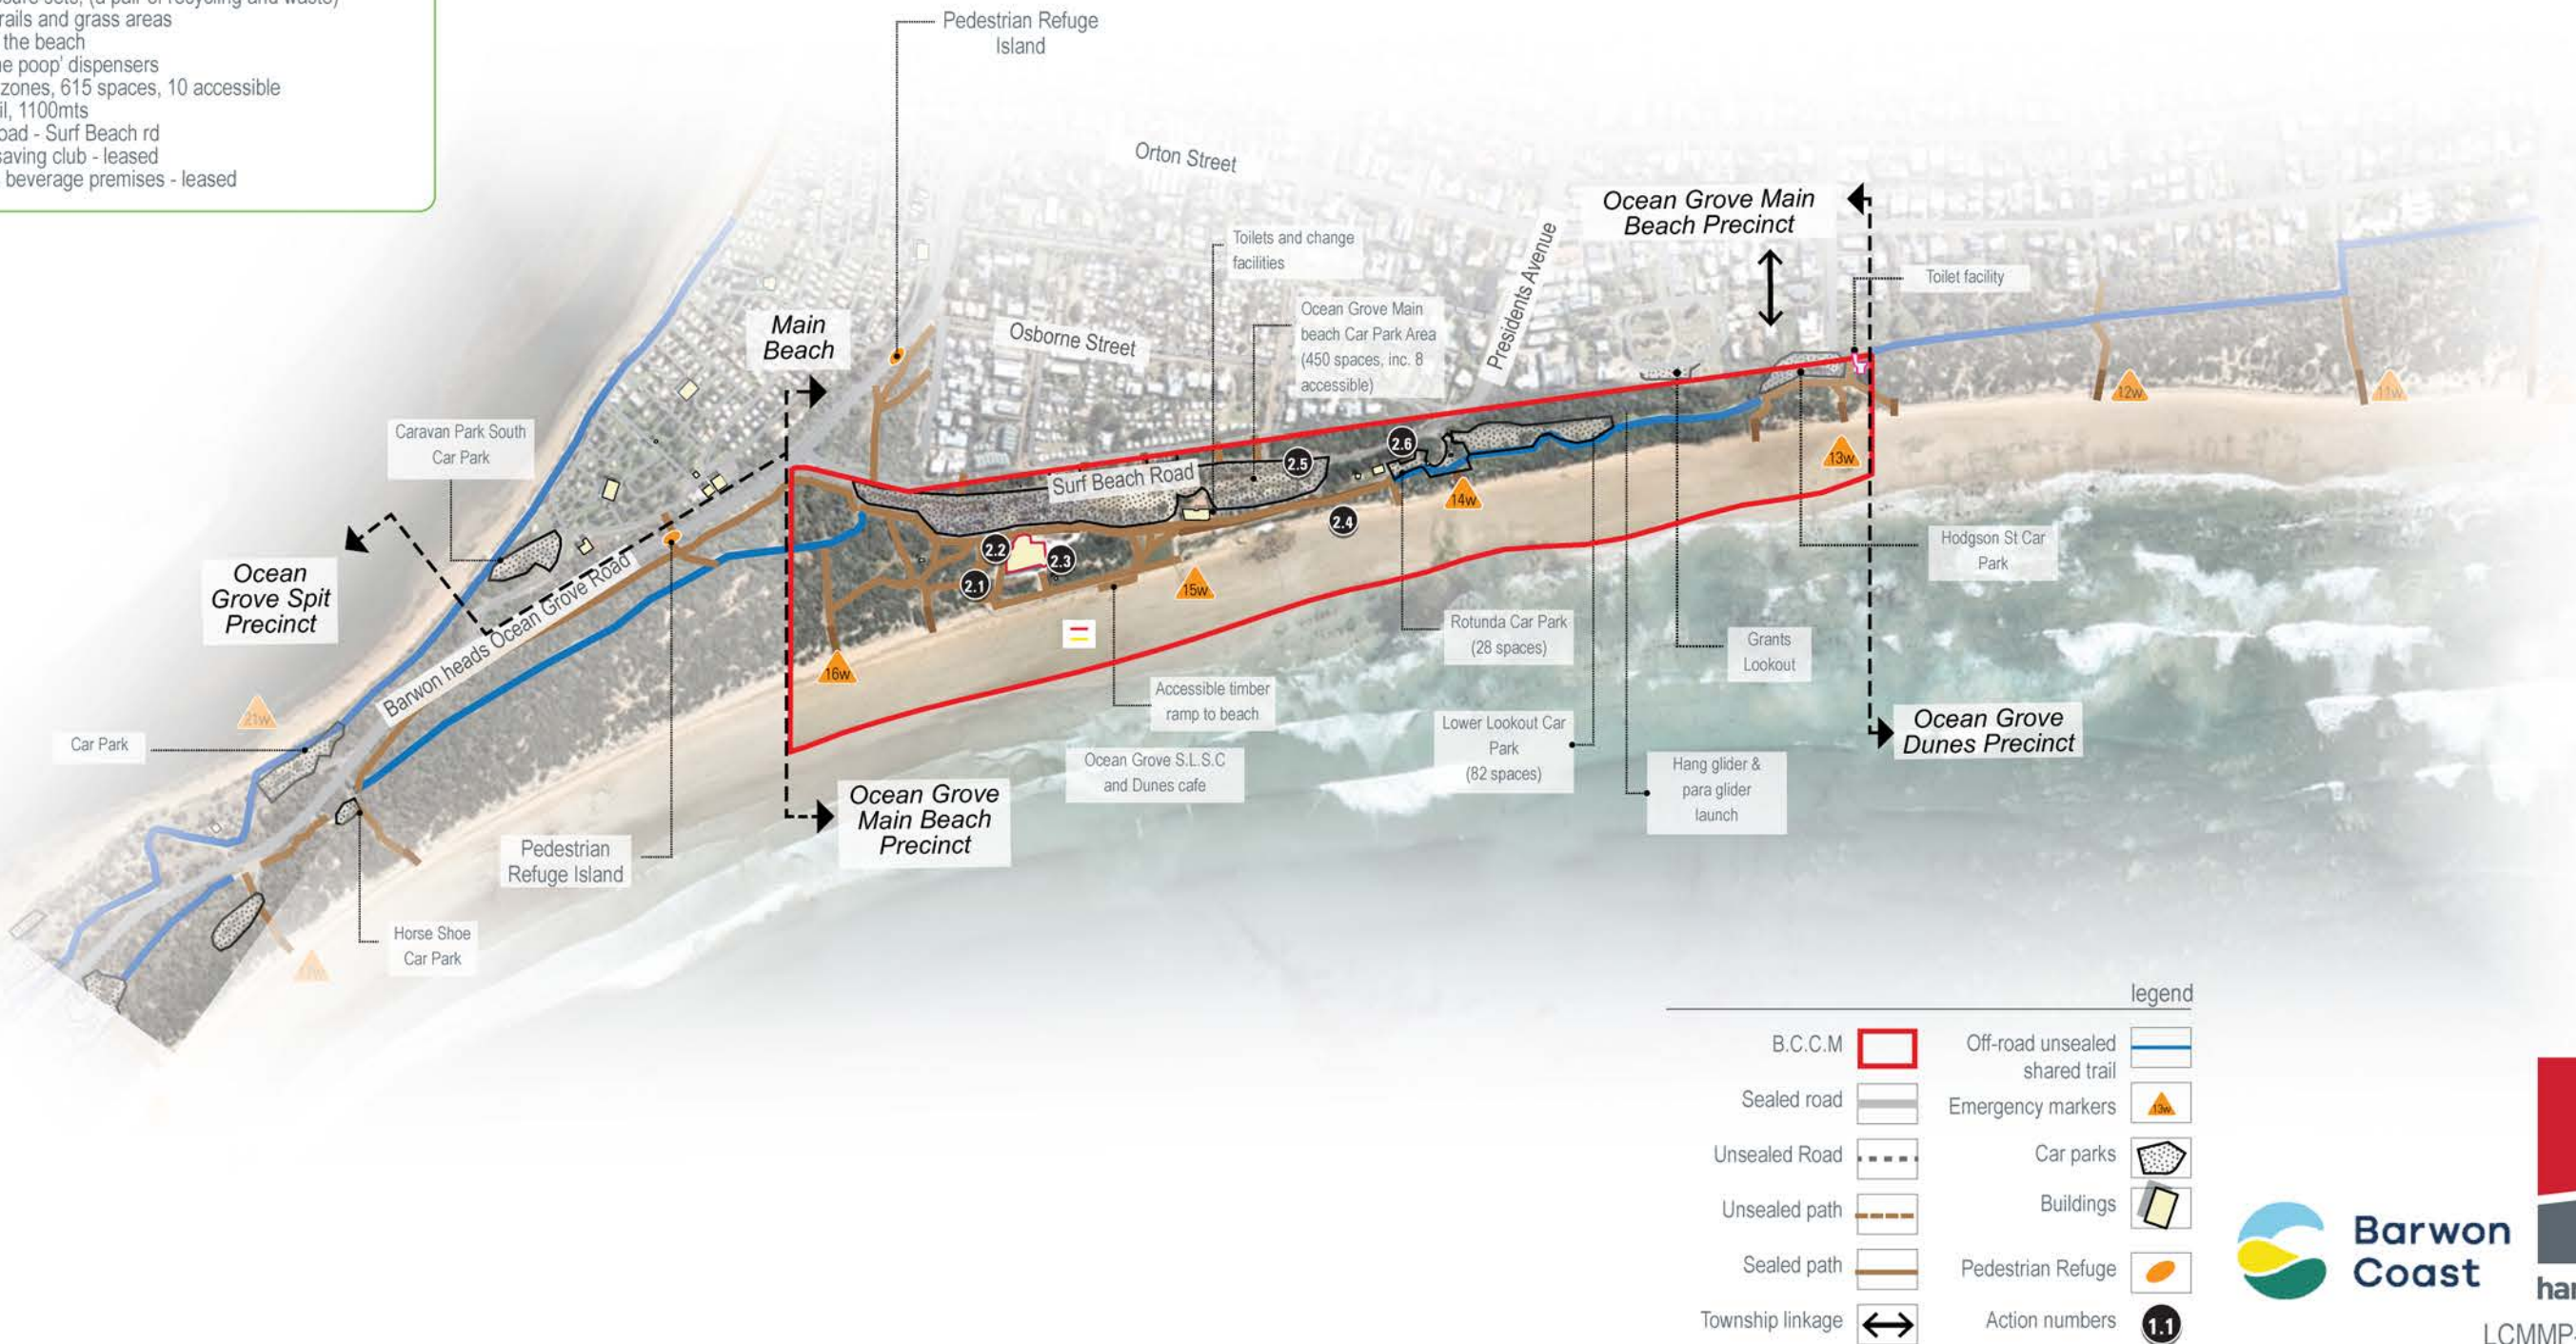 rails and grass areas
the beach
poop' dispensers
zones, 615 spaces, 10 accessible
1100mts
- Surf Beach rd
saving club - leased
beverage premises - leased
Pedestrian Refuge
Island
Orton Street
Ocean Grove Main
Beach Precinct
Toilets and change
facilities
Presidents Avenue
Toilet facility
Main
Beach
Osborne Street
Ocean Grove Main
beach Car Park Area
(450 spaces, inc. 8
accessible)
12w
11w
Caravan Park South
Car Park
2.6
2.5
13w
Surf Beach Road
14w
2.4
2.2
2.3
2.1
15w
Hodgson St Car
Park
Ocean
Grove Spit
Precinct
Barwon heads Ocean Grove Road
Rotunda Car Park
(28 spaces)
Grants
Lookout
16w
21w
Accessible timber
ramp to beach
Car Park
Lower Lookout Car
Park
(82 spaces)
Ocean Grove
Dunes Precinct
Ocean Grove S.L.S.C
and Dunes cafe
Hang glider &
para glider
launch
Ocean Grove
Main Beach
Precinct
Pedestrian
Refuge Island
Horse Shoe
Car Park
legend
B.C.C.M
Sealed road
Unsealed Road
Unsealed path
Sealed path
Township linkage
Off-road unsealed
shared trail
Emergency markers
13w
Car parks
Buildings
Pedestrian Refuge
Action numbers
1.1
Barwon
Coast
han
LCMMP